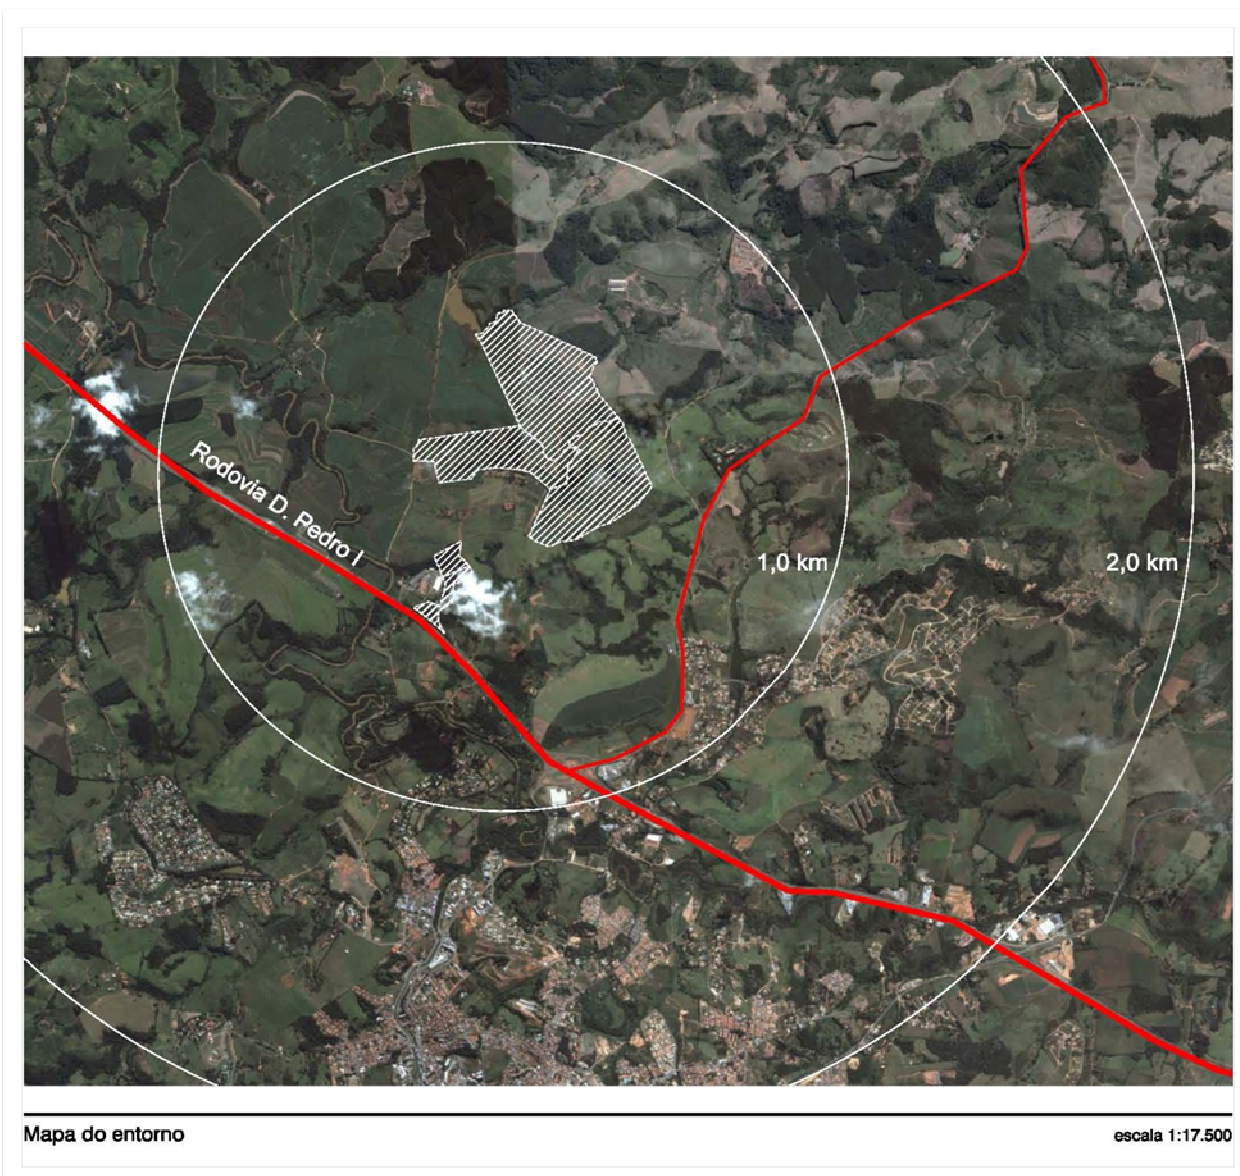 Rodovia D. Pedro I
1,0 km
2,0 km
Mapa do entorno
escala 1:17.500